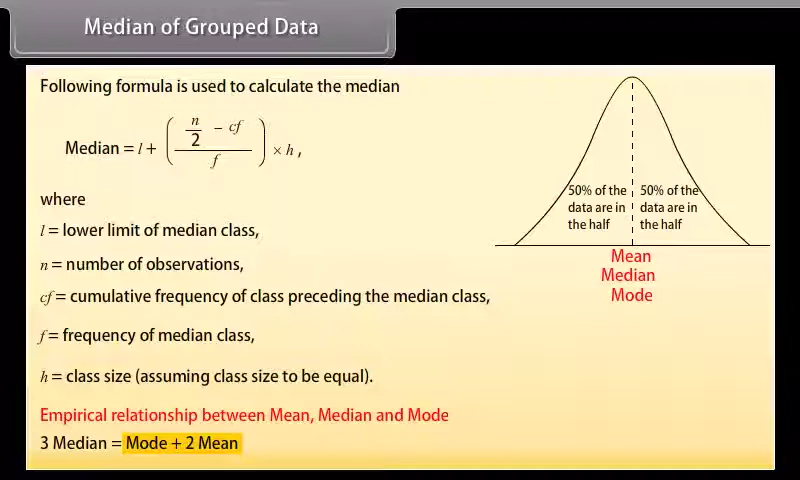 Median of Grouped Data
Following formula is used to calculate the median
Median = l + ( (n/2 − cf) / f ) × h ,
where
l = lower limit of median class,
n = number of observations,
cf = cumulative frequency of class preceding the median class,
f = frequency of median class,
h = class size (assuming class size to be equal).
Empirical relationship between Mean, Median and Mode
3 Median = Mode + 2 Mean
50% of the
data are in
the half
50% of the
data are in
the half
Mean
Median
Mode